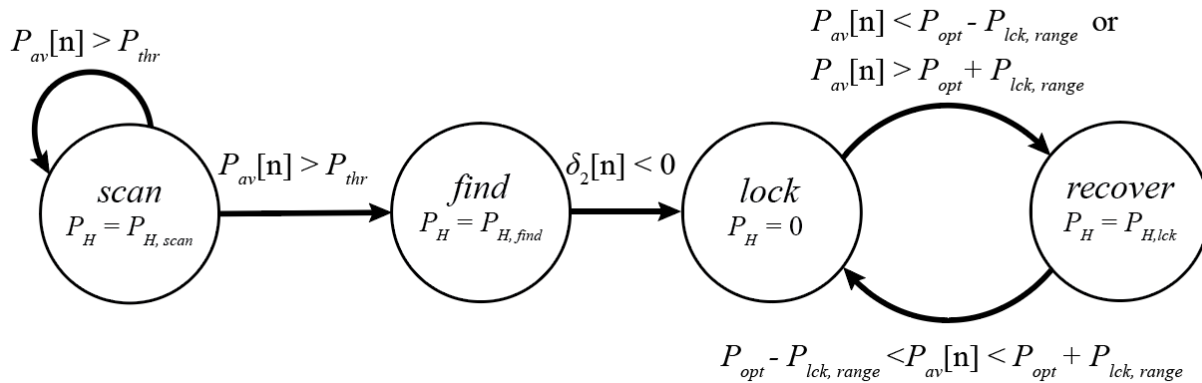 P_av[n] > P_thr
P_av[n] < P_opt - P_lck, range or
P_av[n] > P_opt + P_lck, range
scan
P_H = P_H, scan
P_av[n] > P_thr
find
P_H = P_H, find
δ_2[n] < 0
lock
P_H = 0
recover
P_H = P_H,lck
P_opt - P_lck, range <P_av[n] < P_opt + P_lck, range